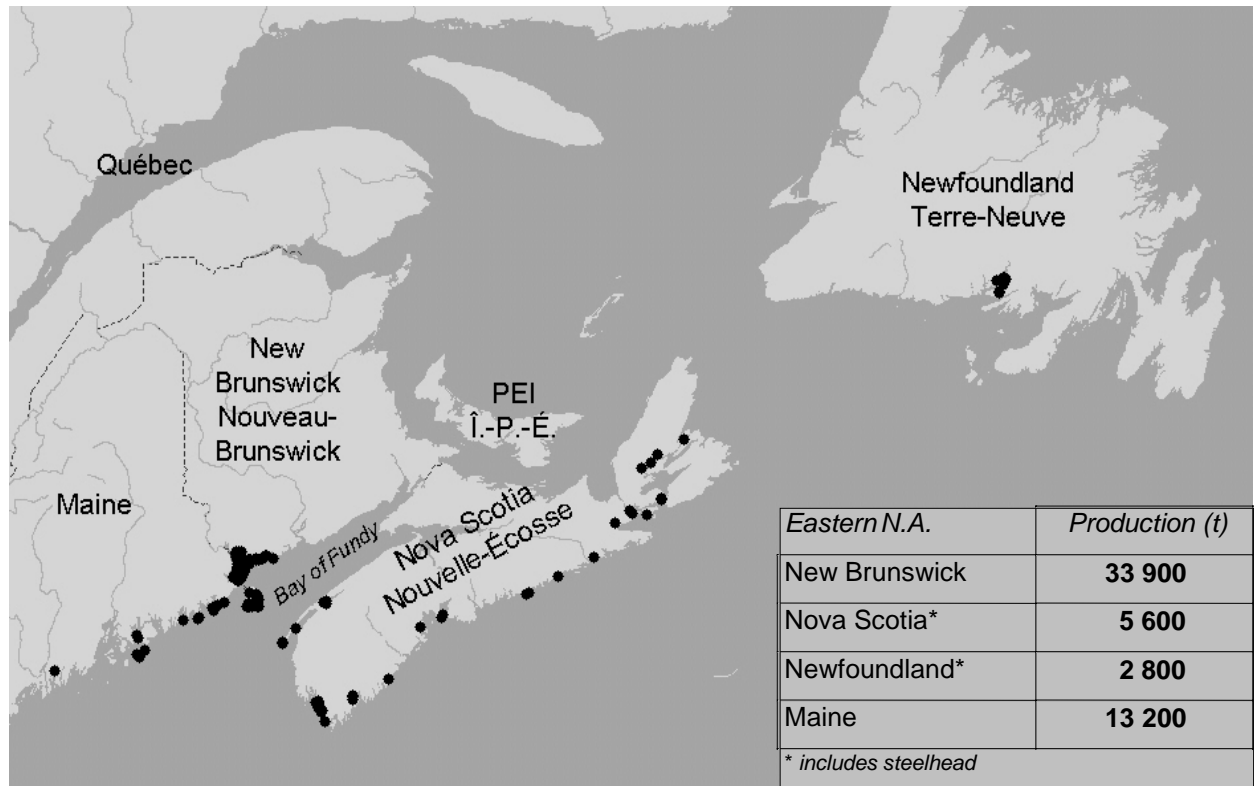 Québec
Newfoundland
Terre-Neuve
New
Brunswick
Nouveau-
Brunswick
PEI
Î.-P.-É.
Maine
Bay of Fundy
Nova Scotia
Nouvelle-Écosse
Eastern N.A. Production (t)
New Brunswick 33 900
Nova Scotia* 5 600
Newfoundland* 2 800
Maine 13 200
* includes steelhead